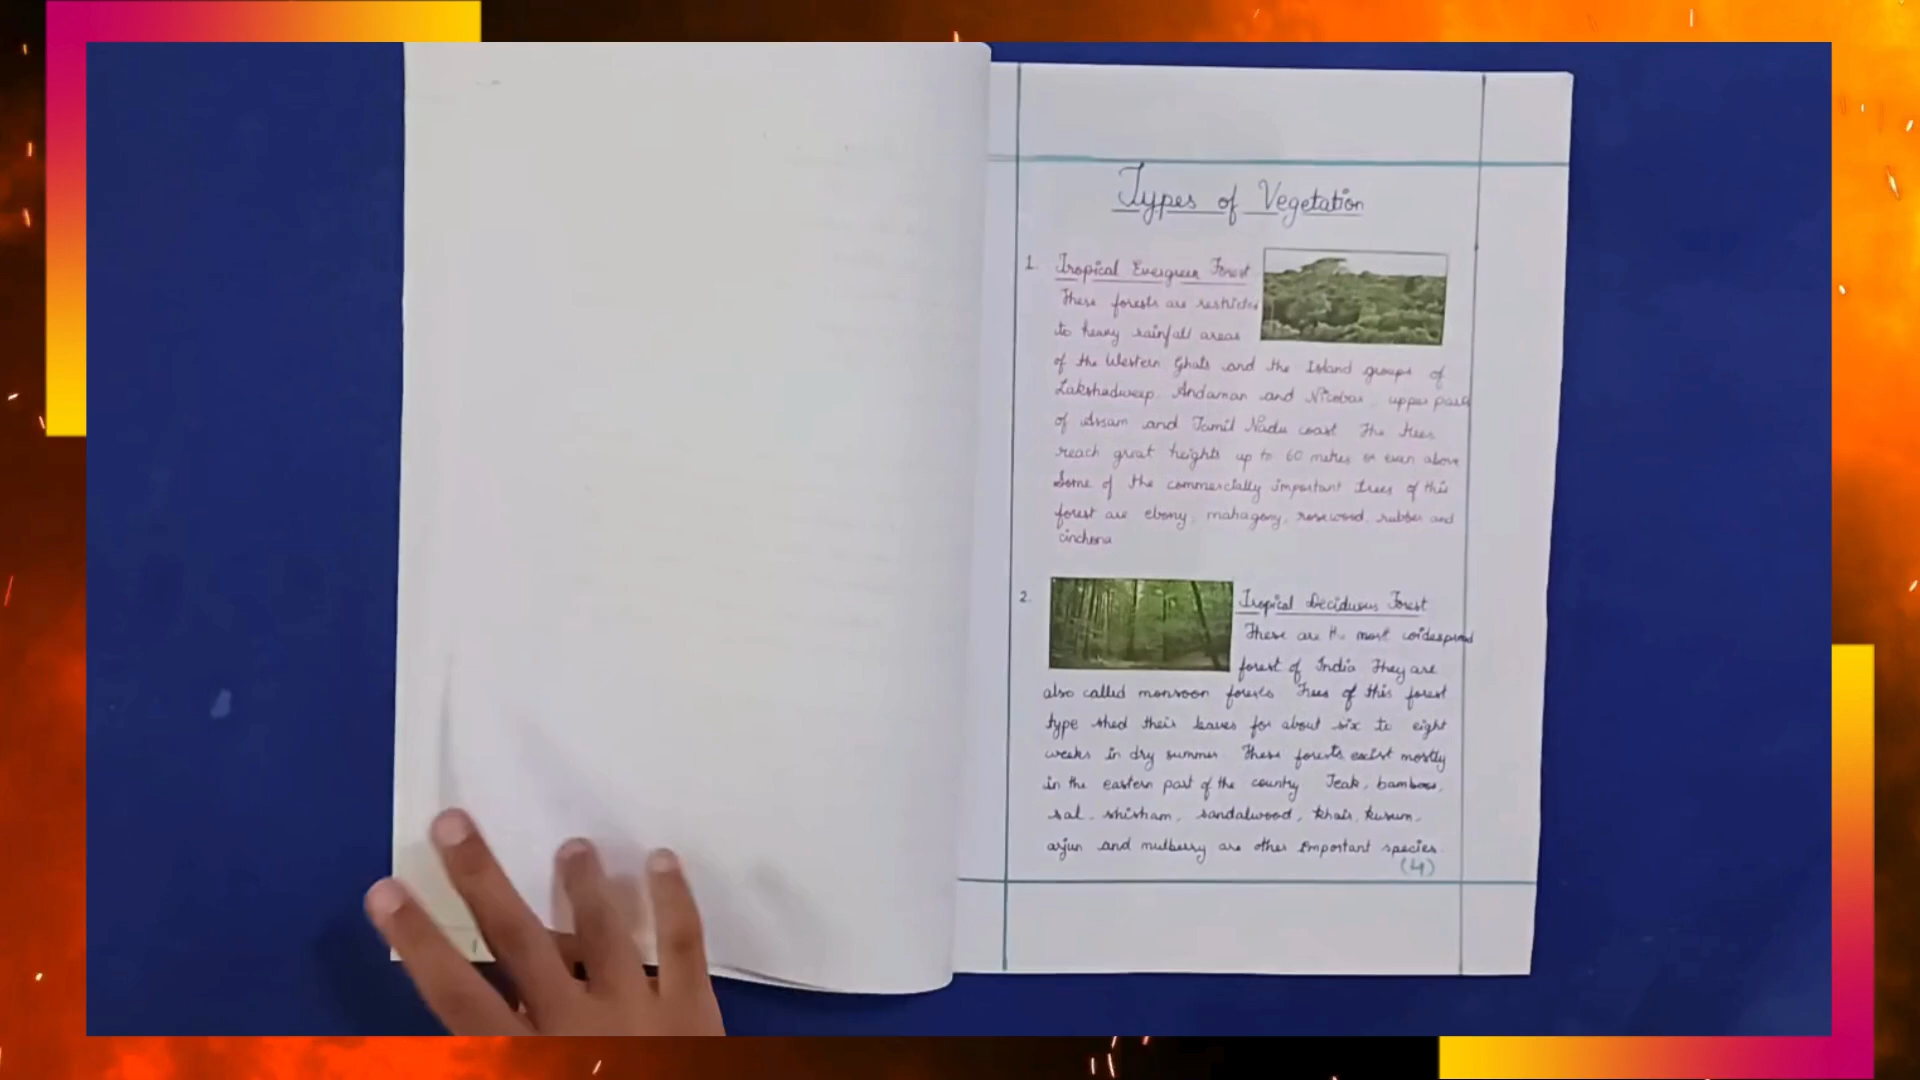 Types of Vegetation
1. Tropical Evergreen Forest
These forests are restricted
to heavy rainfall areas
of the Western Ghats and the Island groups of
Lakshadweep, Andaman and Nicobar, upper parts
of Assam and Tamil Nadu coast The trees
reach great heights up to 60 metres or even above
Some of the commercially important trees of this
forest are ebony, mahagony, rosewood, rubber and
cinchona
2. Tropical Deciduous Forest
These are the most widespread
forest of India They are
also called monsoon forests Trees of this forest
type shed their leaves for about six to eight
weeks in dry summer. These forests exist mostly
in the eastern part of the country Teak, bamboos,
sal, shisham, sandalwood, khair, kusum,
arjun and mulberry are other important species.
(4)